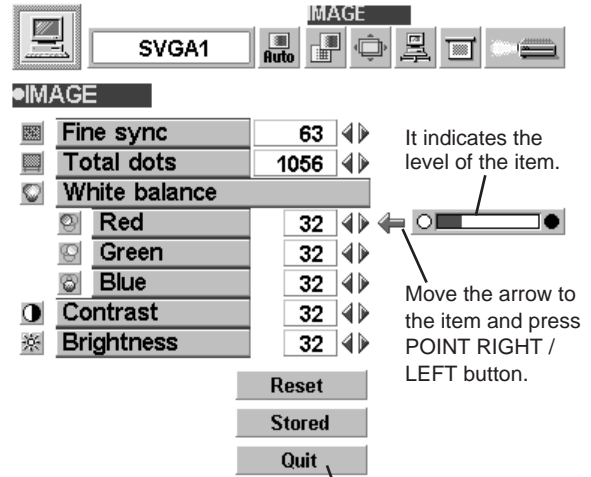 IMAGE
SVGA1
Auto
●IMAGE
Fine sync 63
Total dots 1056
White balance
Red 32
Green 32
Blue 32
Contrast 32
Brightness 32
It indicates the
level of the item.
Move the arrow to
the item and press
POINT RIGHT /
LEFT button.
Reset
Stored
Quit